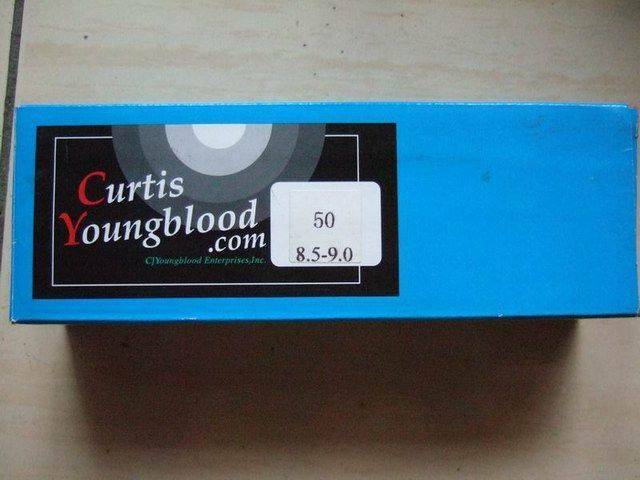 Curtis
Youngblood
.com
CJYoungblood Enterprises,Inc.
50
8.5-9.0